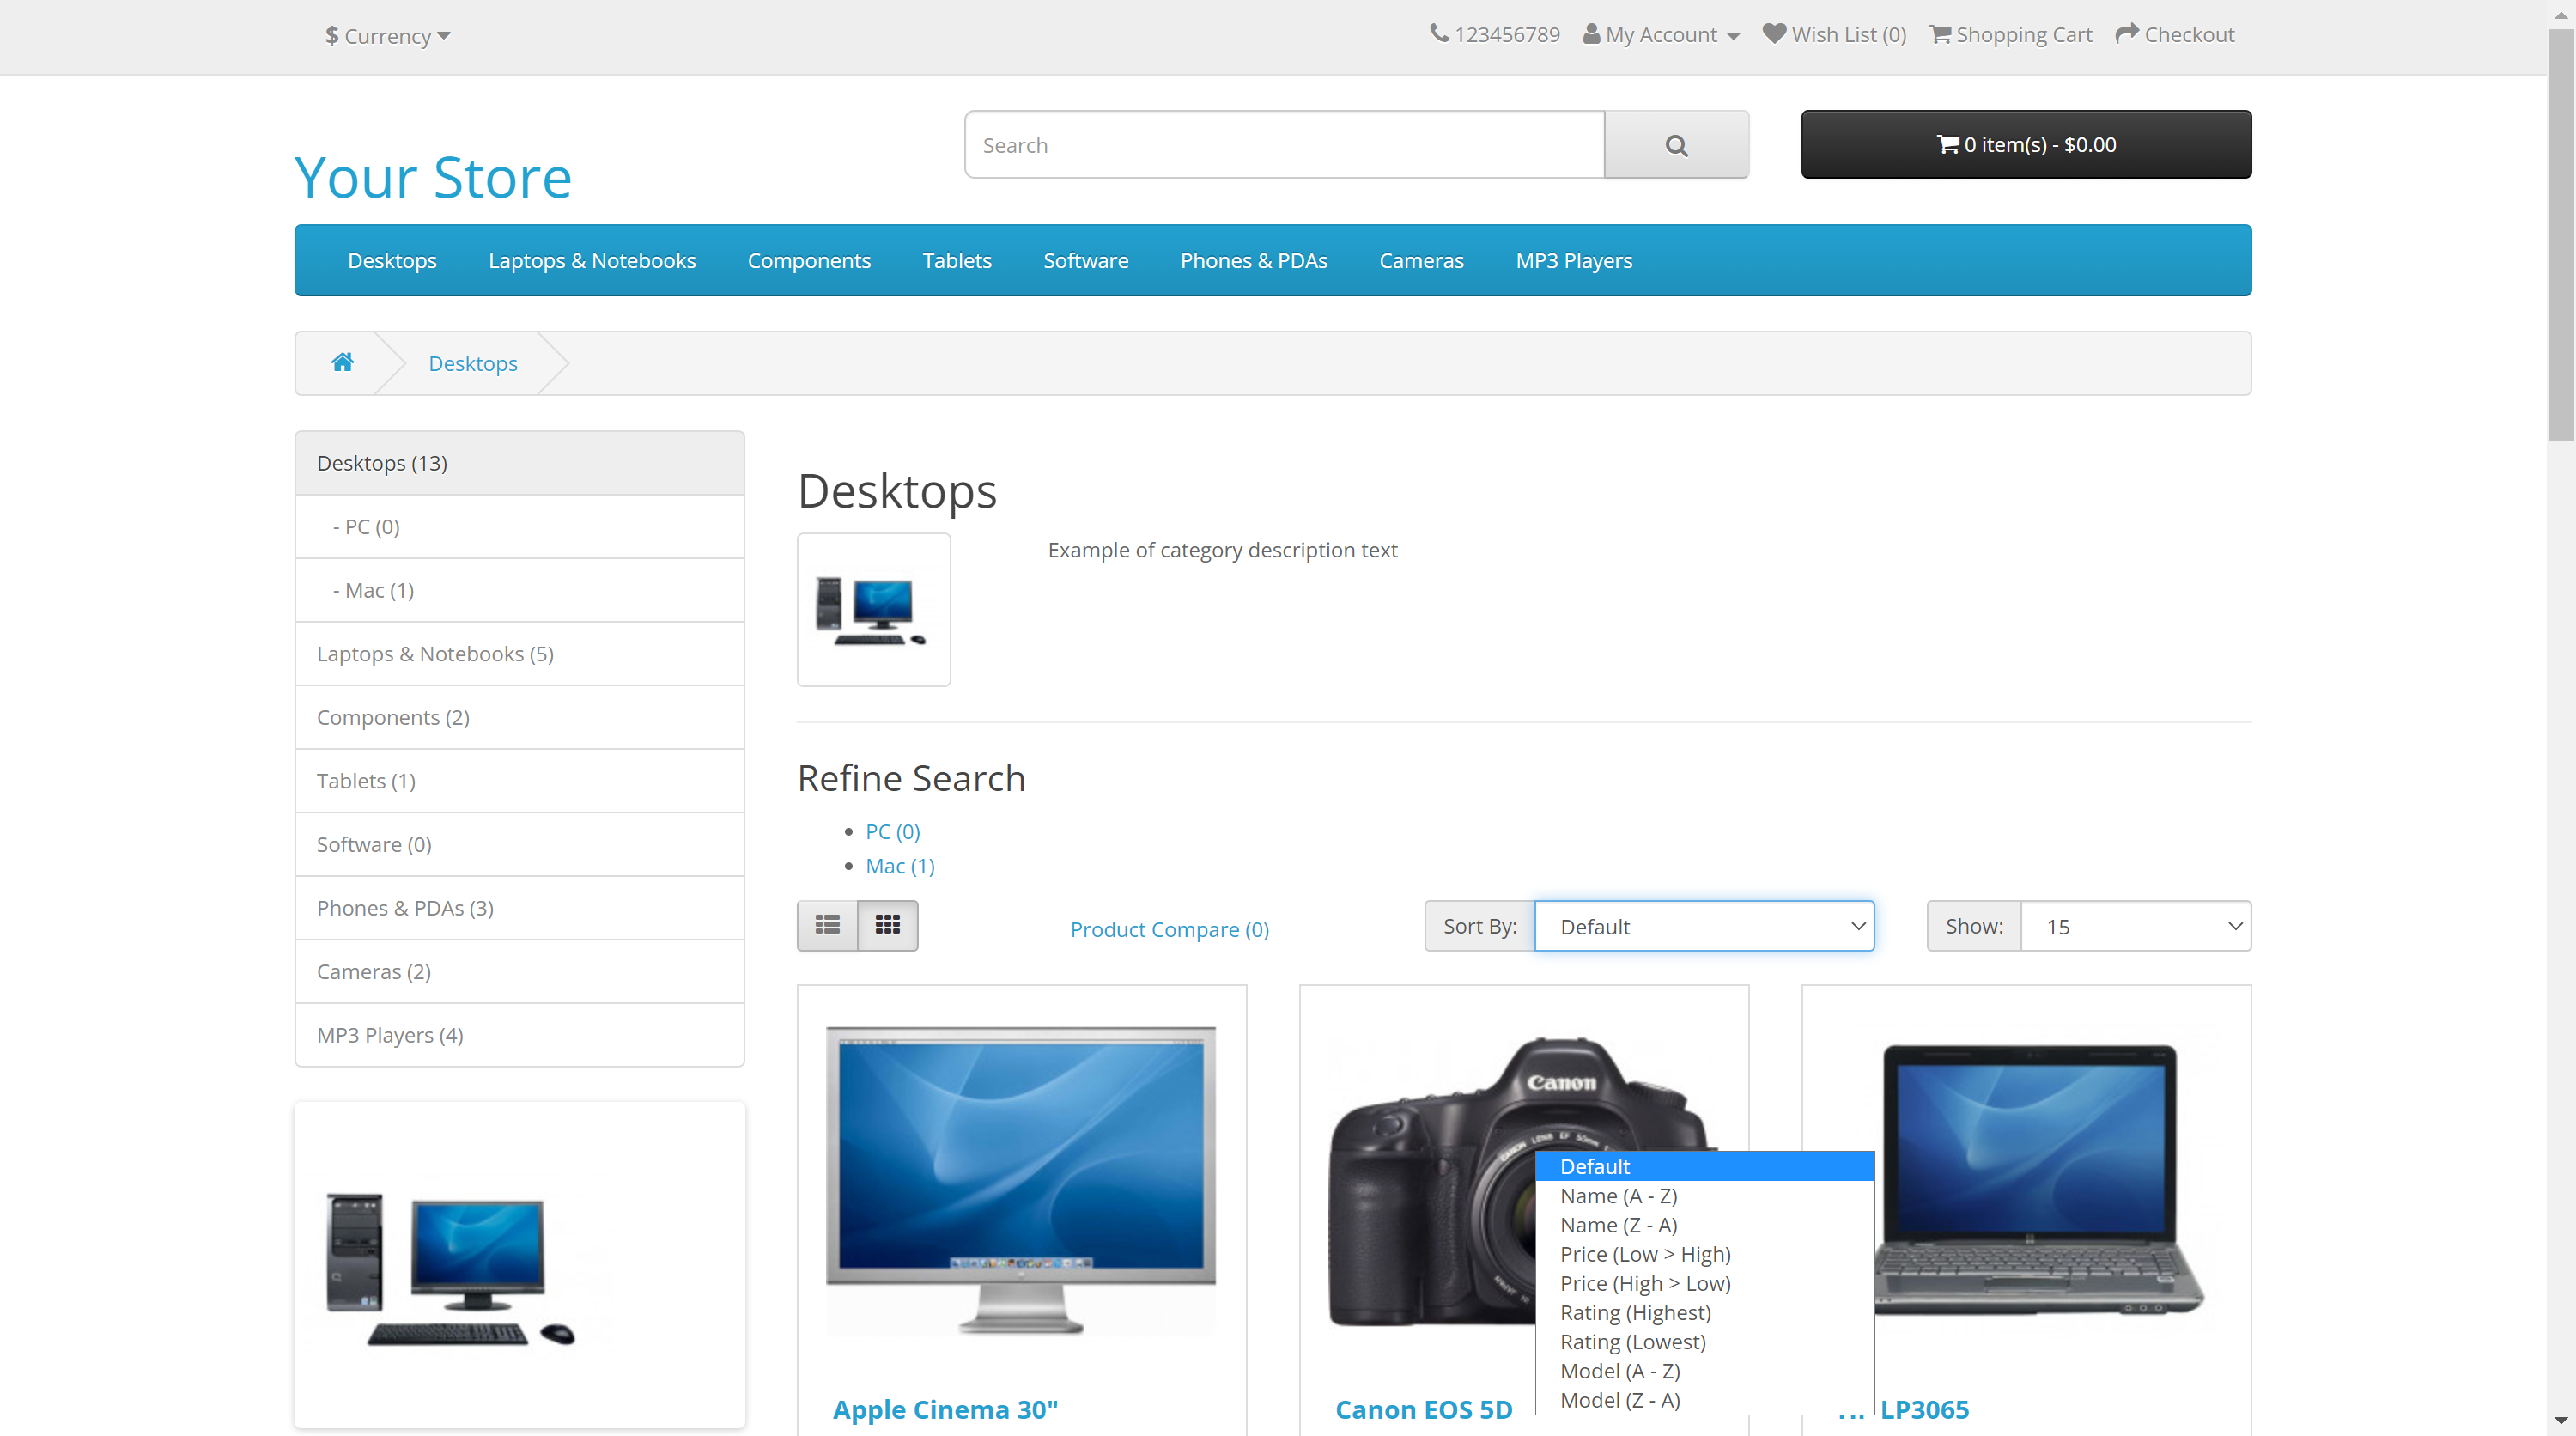 $ Currency
123456789 My Account Wish List (0) Shopping Cart Checkout
Your Store
Search
0 item(s) - $0.00
Desktops Laptops & Notebooks Components Tablets Software Phones & PDAs Cameras MP3 Players
Desktops
Desktops (13)
- PC (0)
- Mac (1)
Laptops & Notebooks (5)
Components (2)
Tablets (1)
Software (0)
Phones & PDAs (3)
Cameras (2)
MP3 Players (4)
Desktops
Example of category description text
Refine Search
PC (0)
Mac (1)
Product Compare (0)
Sort By: Default
Show: 15
Canon
Default
Name (A - Z)
Name (Z - A)
Price (Low > High)
Price (High > Low)
Rating (Highest)
Rating (Lowest)
Model (A - Z)
Model (Z - A)
Apple Cinema 30"
Canon EOS 5D
LP3065